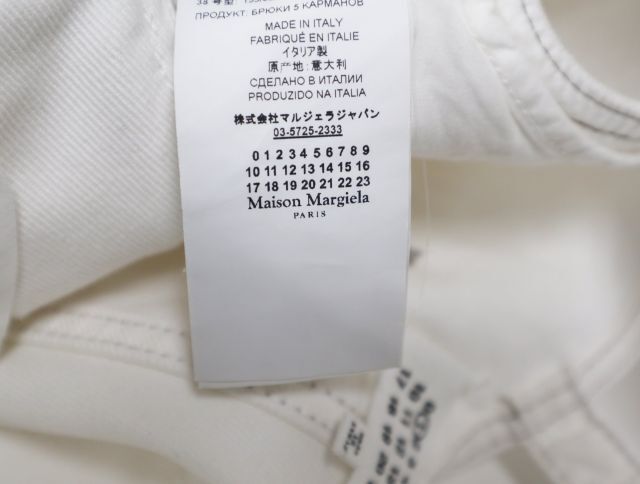 ПРОДУКТ: БРЮКИ 5 КАРМАНОВ
MADE IN ITALY
FABRIQUÉ EN ITALIE
イタリア製
原产地:意大利
СДЕЛАНО В ИТАЛИИ
PRODUZIDO NA ITALIA
株式会社マルジェラジャパン
03-5725-2333
0 1 2 3 4 5 6 7 8 9
10 11 12 13 14 15 16
17 18 19 20 21 22 23
Maison Margiela
PARIS